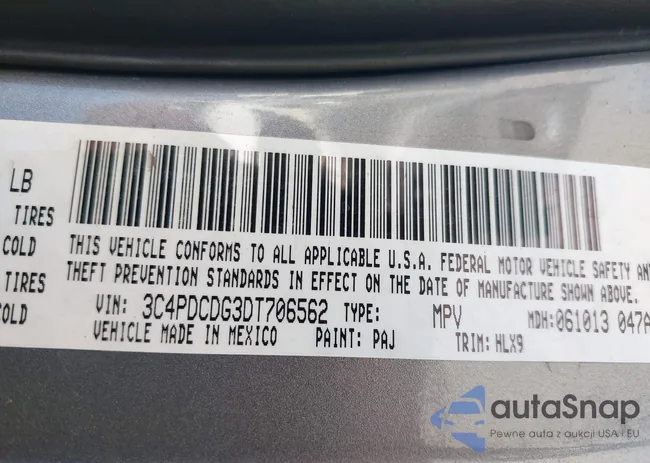 LB
TIRES
COLD
COLD
THIS VEHICLE CONFORMS TO ALL APPLICABLE U.S.A. FEDERAL MOTOR VEHICLE SAFETY AN
THEFT PREVENTION STANDARDS IN EFFECT ON THE DATE OF MANUFACTURE SHOWN ABOVE.
VIN: 3C4PDCDG3DT706562 TYPE: MPV MDH:061013 047A
VEHICLE MADE IN MEXICO PAINT: PAJ TRIM: HLX9
autaSnap
Pewne auta z aukcji USA i EU